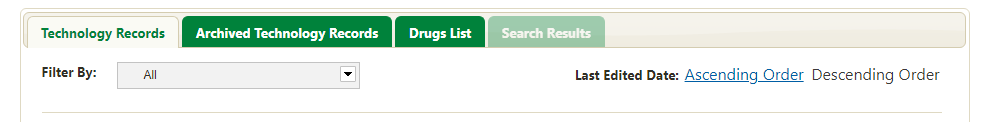 Technology Records Archived Technology Records Drugs List Search Results
Filter By: All Last Edited Date: Ascending Order Descending Order